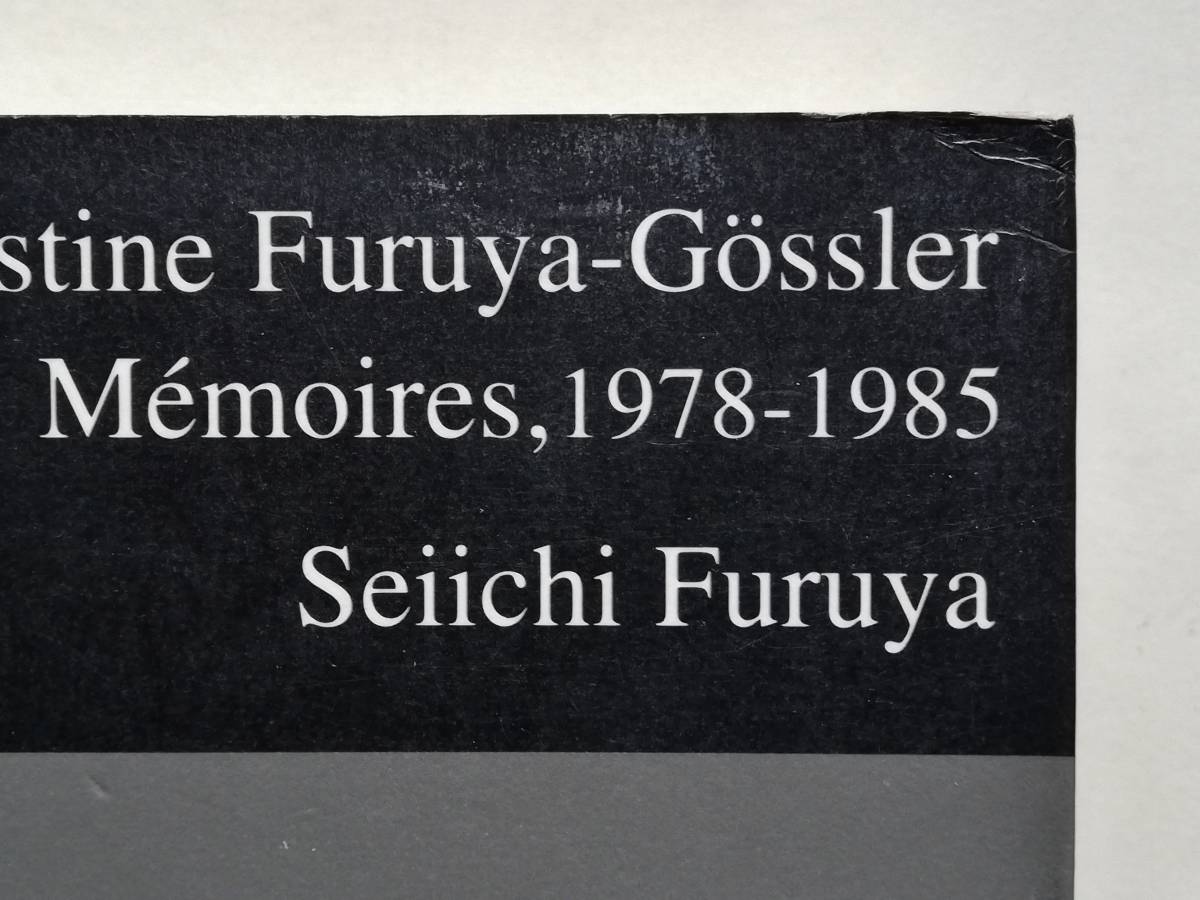 stine Furuya-Gössler
Mémoires,1978-1985
Seiichi Furuya